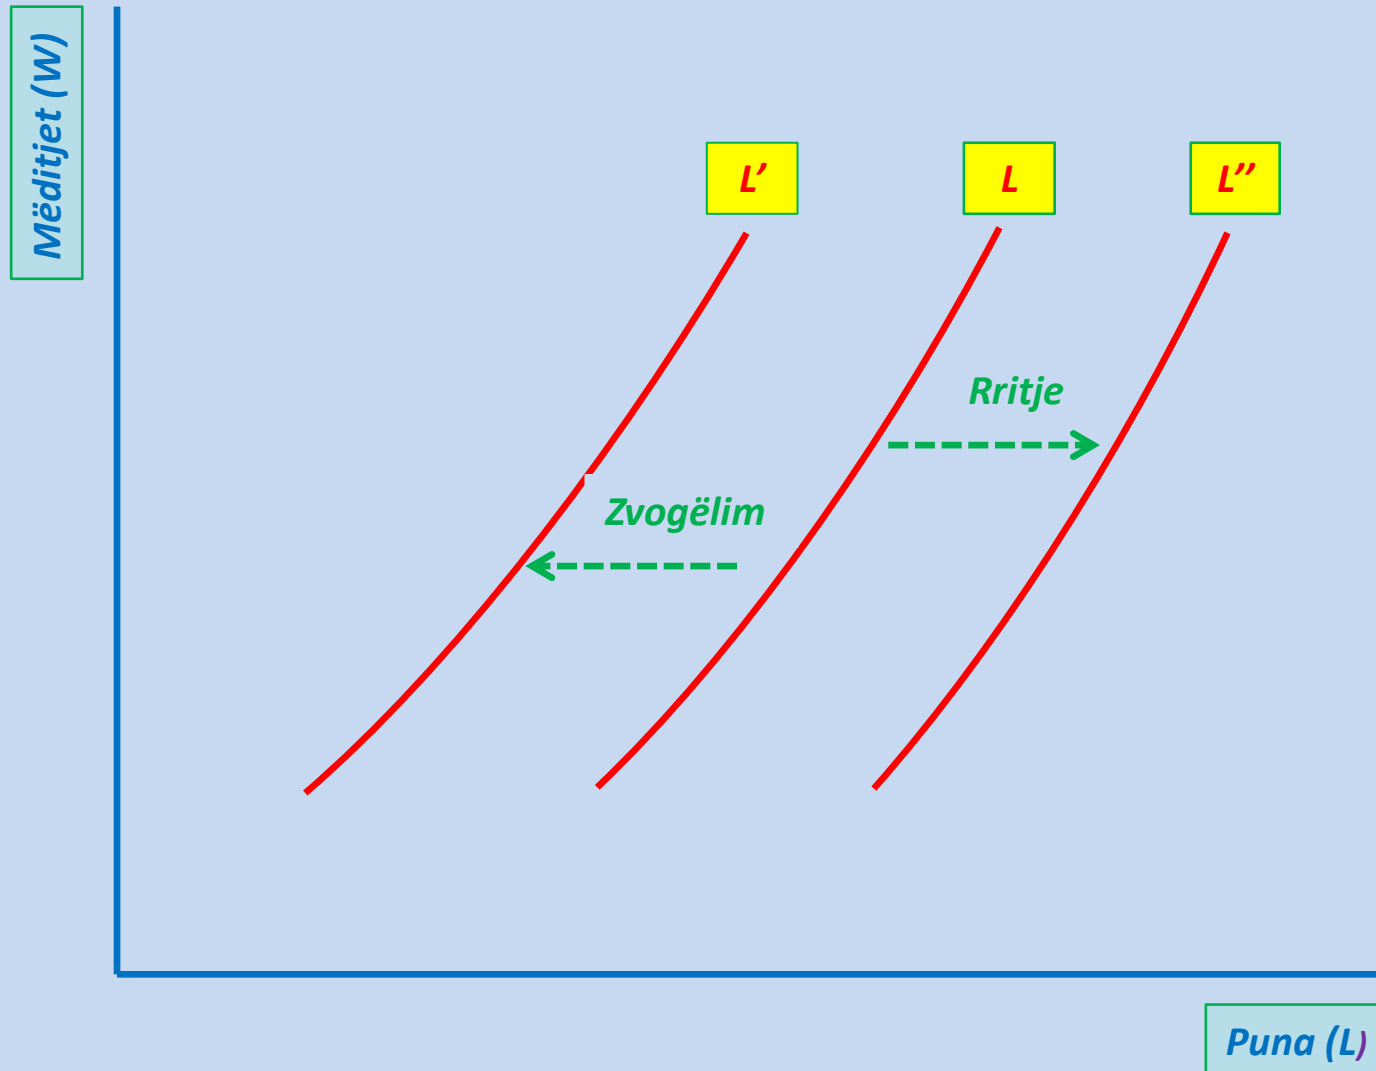 Mëditjet (W)
L’
L
L’’
Rritje
Zvogëlim
Puna (L)